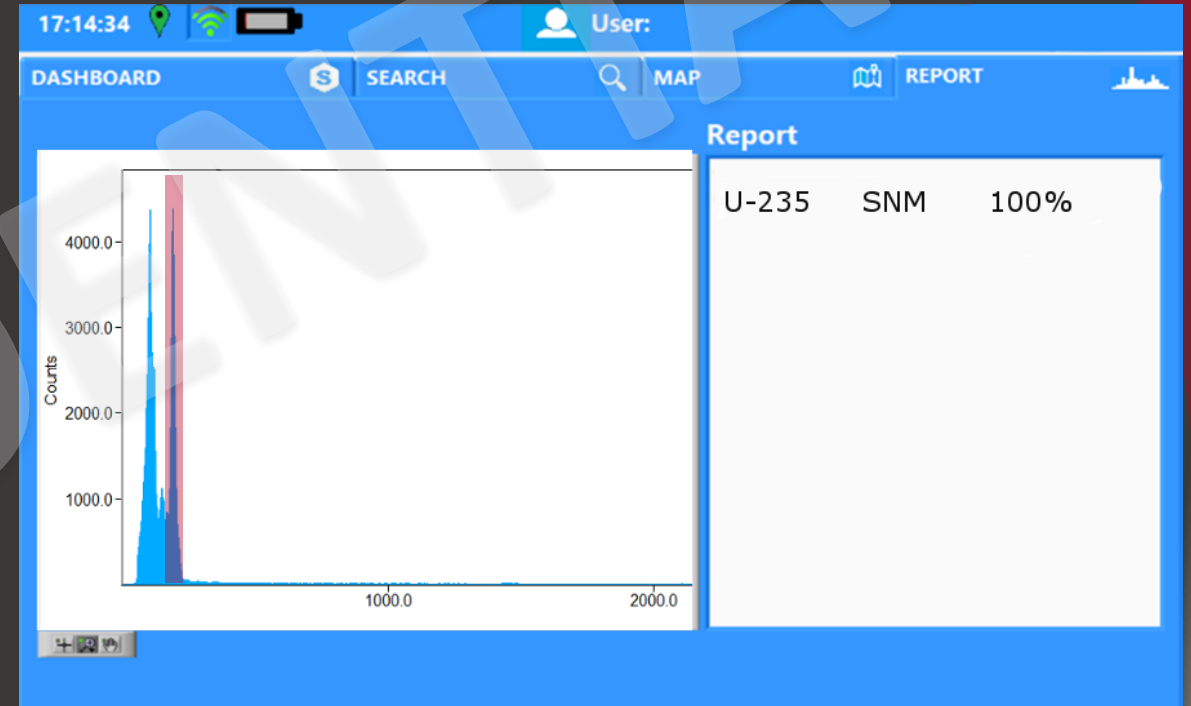 17:14:34 User:
DASHBOARD S SEARCH MAP REPORT
Report
U-235 SNM 100%
4000.0
3000.0
2000.0
1000.0
Counts
1000.0 2000.0
ENTIA